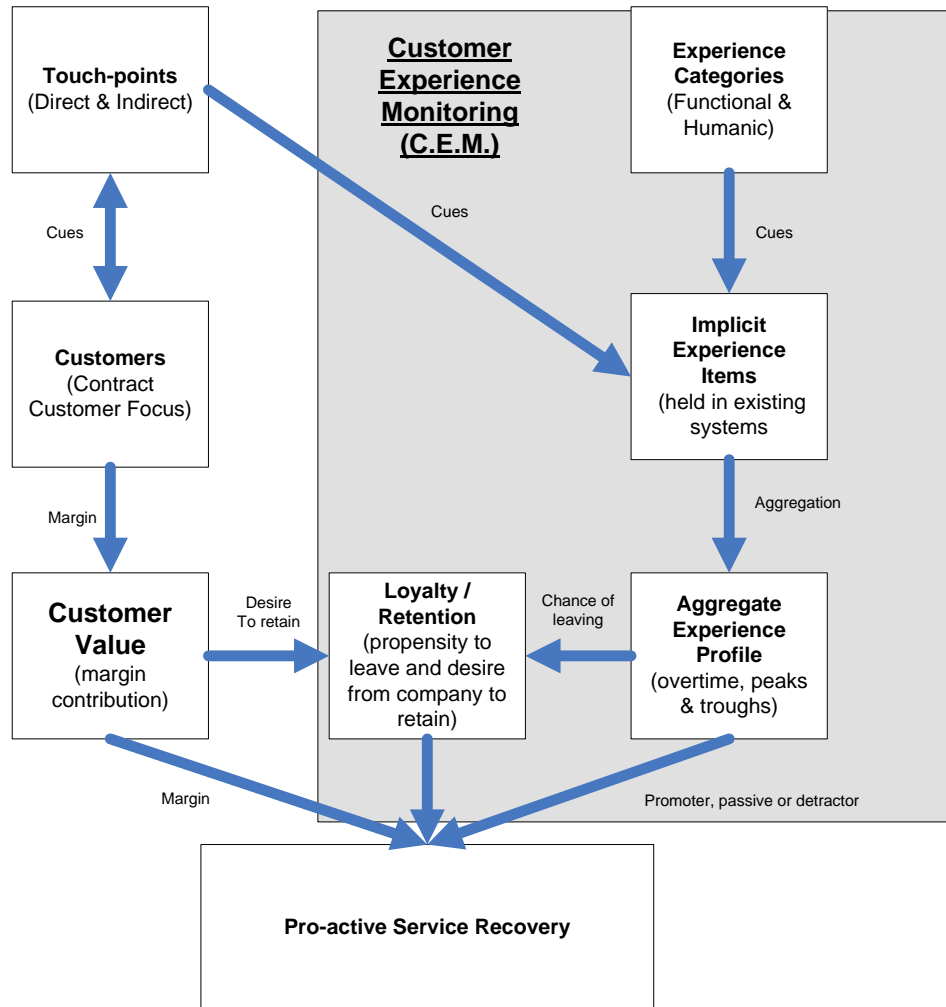 Touch-points
(Direct & Indirect)
Customer
Experience
Monitoring
(C.E.M.)
Experience
Categories
(Functional &
Humanic)
Cues
Cues
Cues
Customers
(Contract
Customer Focus)
Implicit
Experience
Items
(held in existing
systems
Margin
Aggregation
Customer
Value
(margin
contribution)
Desire
To retain
Loyalty /
Retention
(propensity to
leave and desire
from company to
retain)
Chance of
leaving
Aggregate
Experience
Profile
(overtime, peaks
& troughs)
Margin
Promoter, passive or detractor
Pro-active Service Recovery